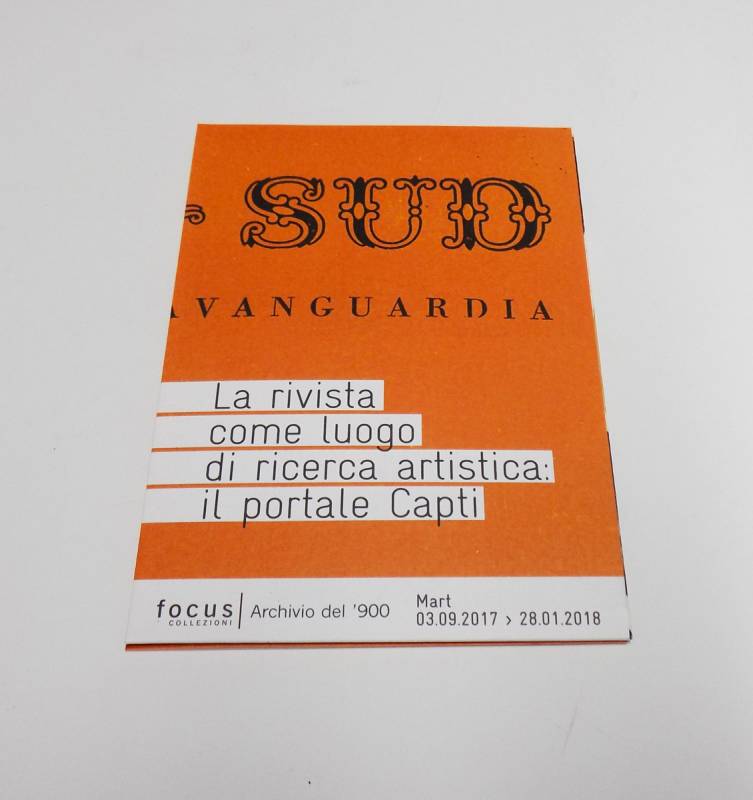 SUD
AVANGUARDIA
La rivista
come luogo
di ricerca artistica:
il portale Capti
focus
COLLEZIONI
Archivio del '900
Mart
03.09.2017 > 28.01.2018